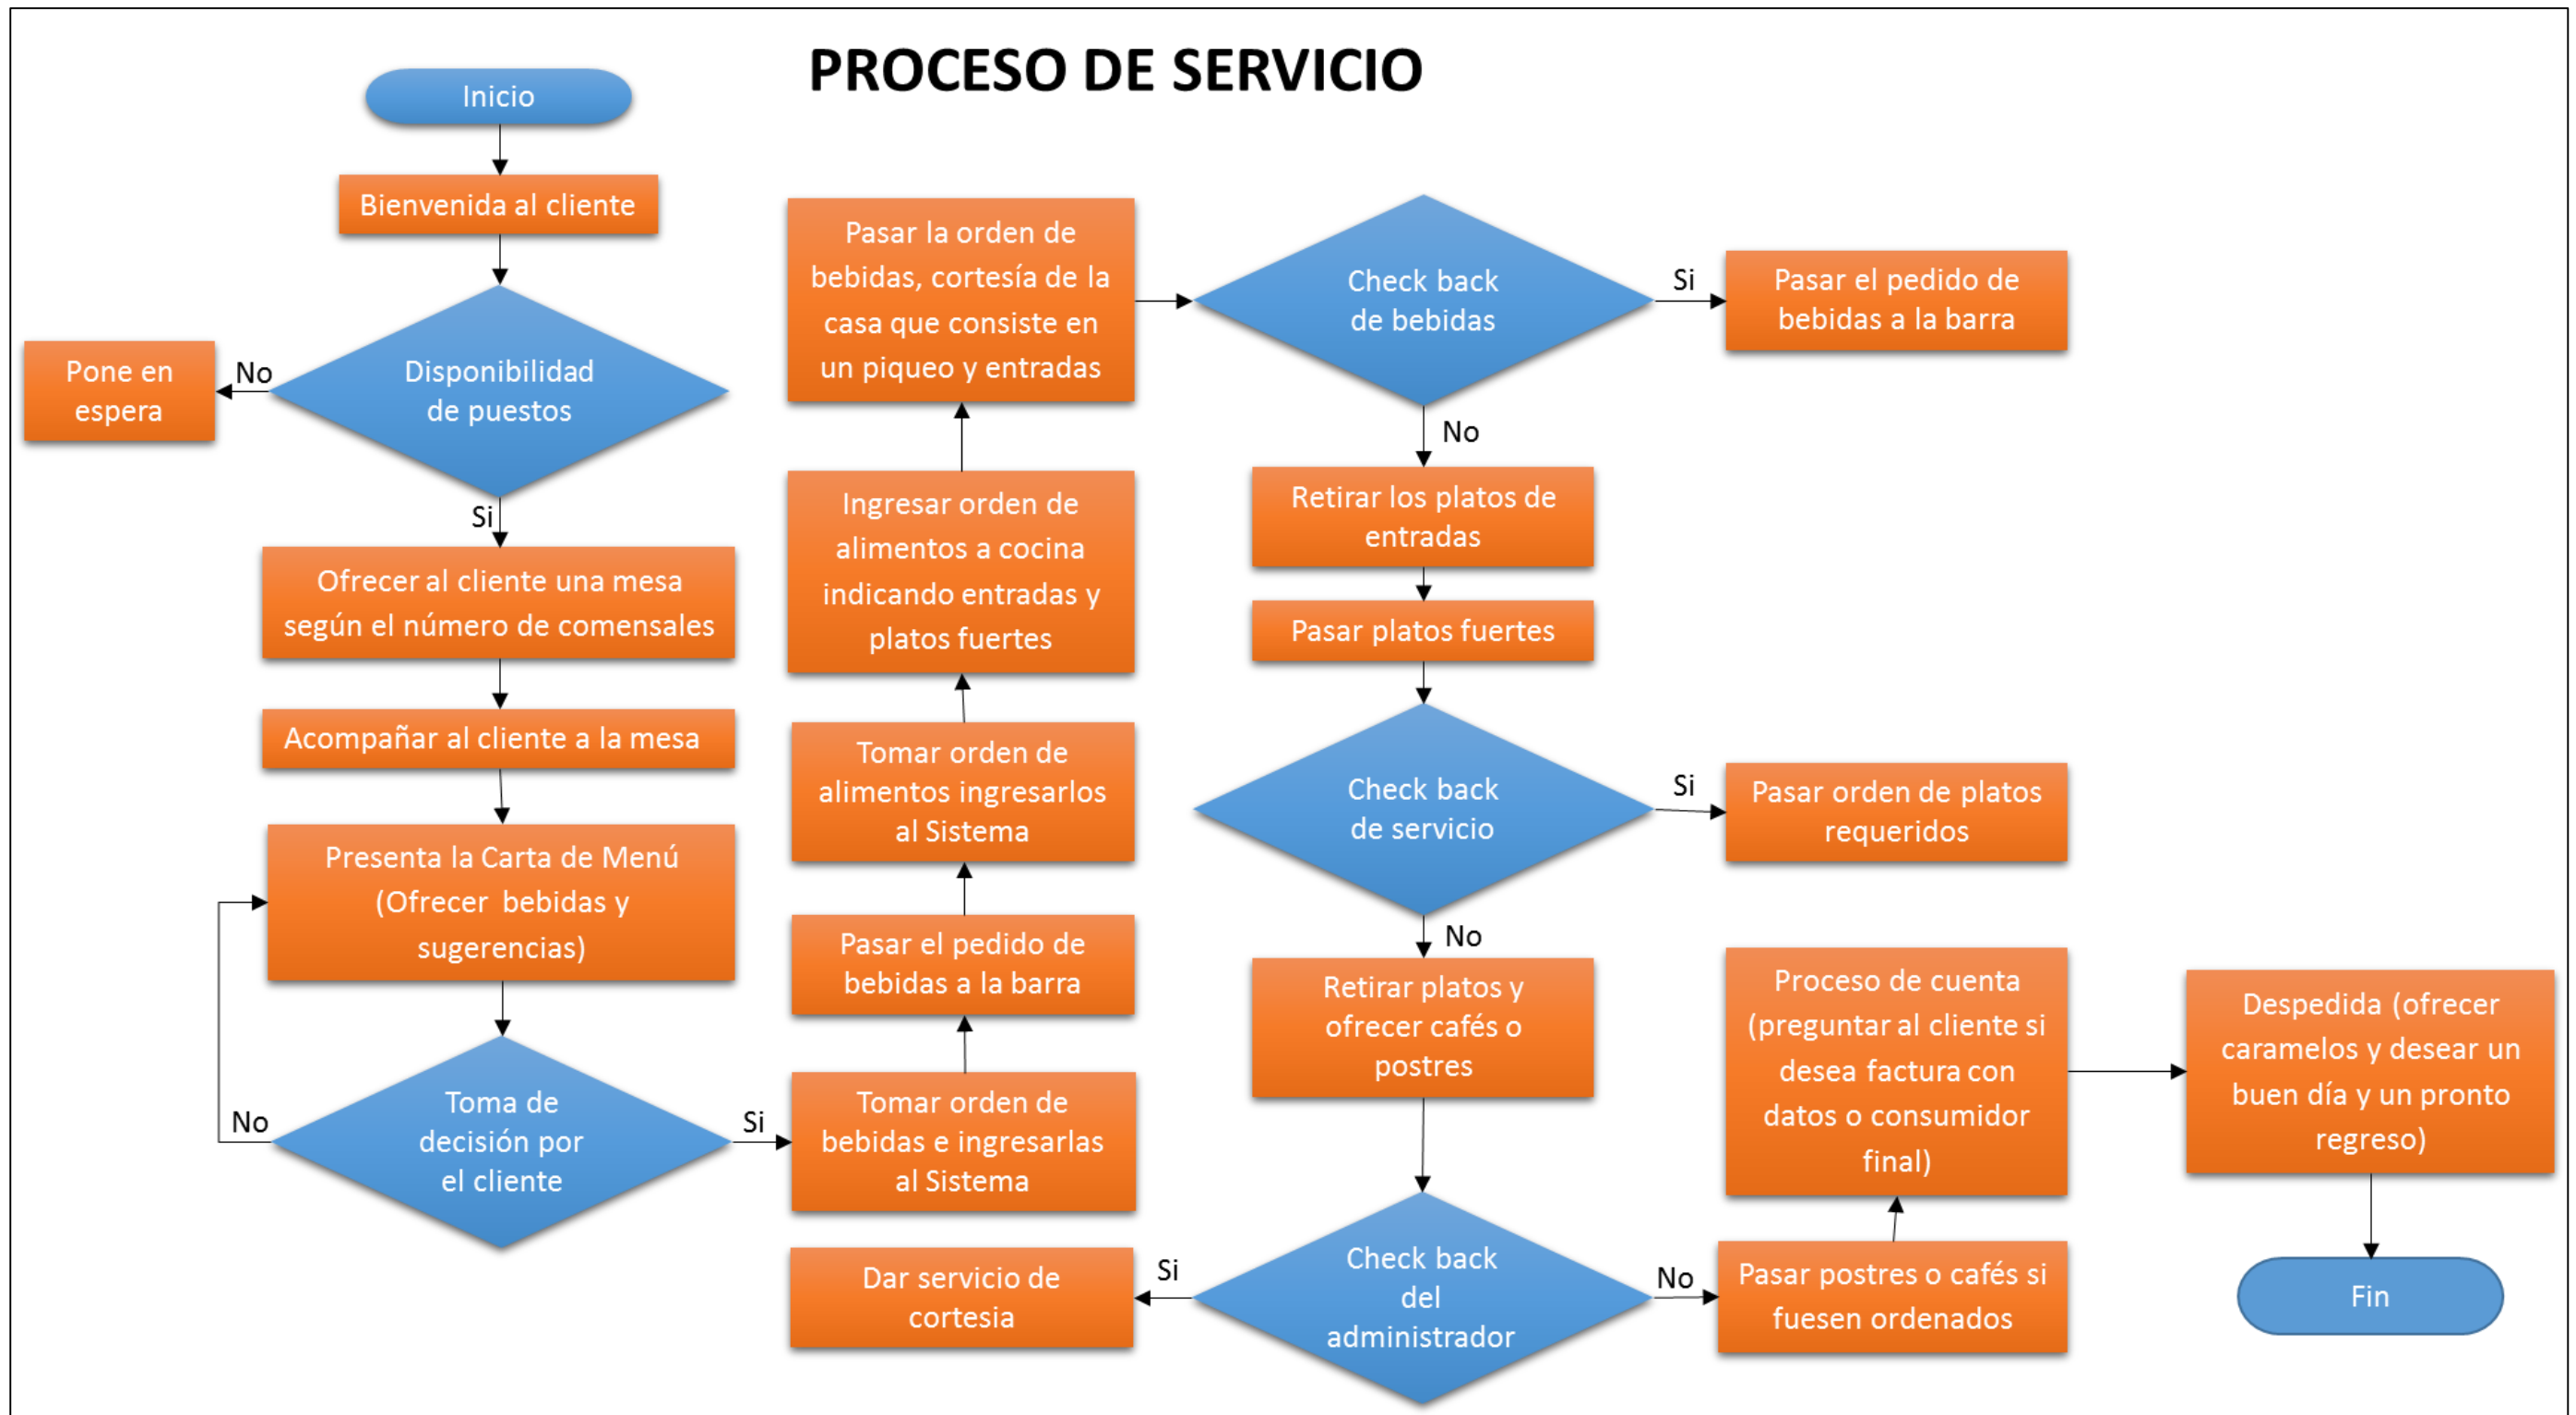 PROCESO DE SERVICIO
Inicio
Bienvenida al cliente
Disponibilidad
de puestos
No
Pone en
espera
Si
Ofrecer al cliente una mesa
según el número de comensales
Acompañar al cliente a la mesa
Presenta la Carta de Menú
(Ofrecer bebidas y
sugerencias)
Toma de
decisión por
el cliente
No
Si
Tomar orden de
bebidas e ingresarlas
al Sistema
Pasar el pedido de
bebidas a la barra
Tomar orden de
alimentos ingresarlos
al Sistema
Ingresar orden de
alimentos a cocina
indicando entradas y
platos fuertes
Pasar la orden de
bebidas, cortesía de la
casa que consiste en
un piqueo y entradas
Check back
de bebidas
Si
Pasar el pedido de
bebidas a la barra
No
Retirar los platos de
entradas
Pasar platos fuertes
Check back
de servicio
Si
Pasar orden de platos
requeridos
No
Retirar platos y
ofrecer cafés o
postres
Check back
del
administrador
Si
Dar servicio de
cortesia
No
Pasar postres o cafés si
fuesen ordenados
Proceso de cuenta
(preguntar al cliente si
desea factura con
datos o consumidor
final)
Despedida (ofrecer
caramelos y desear un
buen día y un pronto
regreso)
Fin